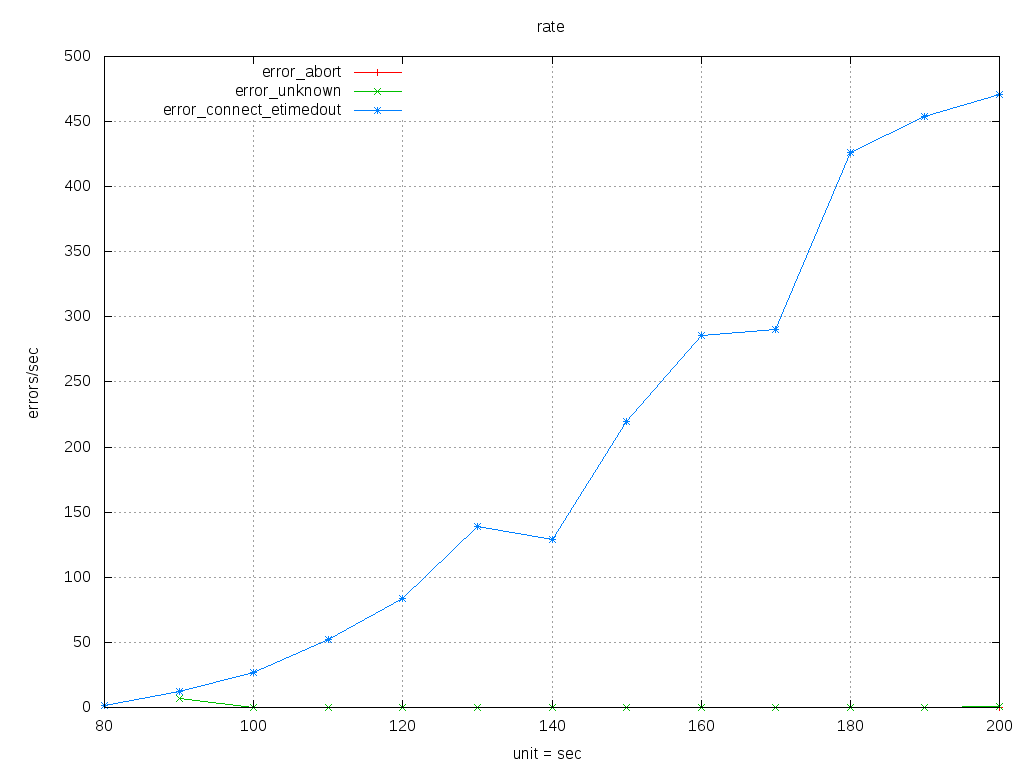 rate
500
450
400
350
300
250
200
150
100
50
0
error_abort
error_unknown
error_connect_etimedout
errors/sec
80 100 120 140 160 180 200
unit = sec